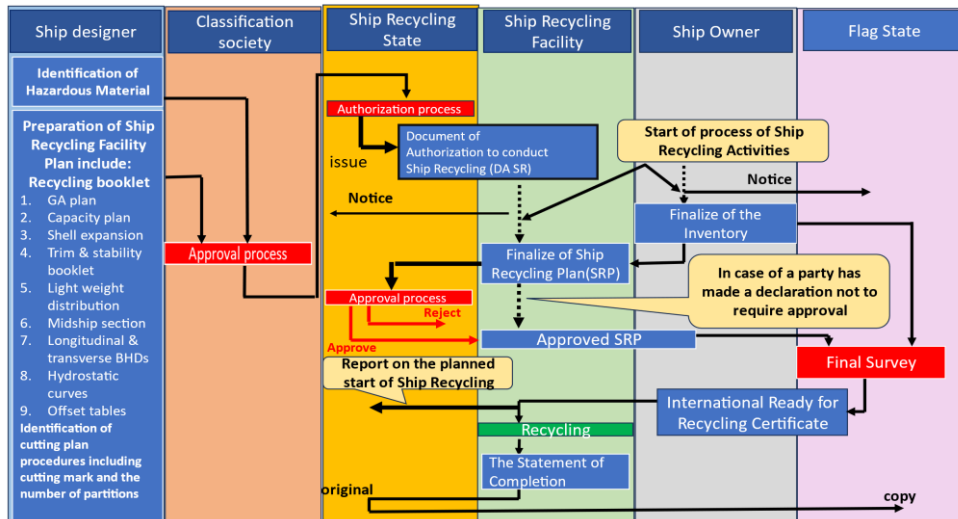 Ship designer
Classification
society
Ship Recycling
State
Ship Recycling
Facility
Ship Owner
Flag State
Identification of
Hazardous Material
Preparation of Ship
Recycling Facility
Plan include:
Recycling booklet
1. GA plan
2. Capacity plan
3. Shell expansion
4. Trim & stability
booklet
5. Light weight
distribution
6. Midship section
7. Longitudinal &
transverse BHDs
8. Hydrostatic
curves
9. Offset tables
Identification of
cutting plan
procedures including
cutting mark and the
number of partitions
Approval process
Authorization process
issue
Document of
Authorization to conduct
Ship Recycling (DA SR)
Start of process of Ship
Recycling Activities
Notice
Notice
Finalize of the
Inventory
Finalize of Ship
Recycling Plan(SRP)
In case of a party has
made a declaration not to
require approval
Approval process
Reject
Approve
Approved SRP
Final Survey
Report on the planned
start of Ship Recycling
International Ready for
Recycling Certificate
Recycling
The Statement of
Completion
original
copy